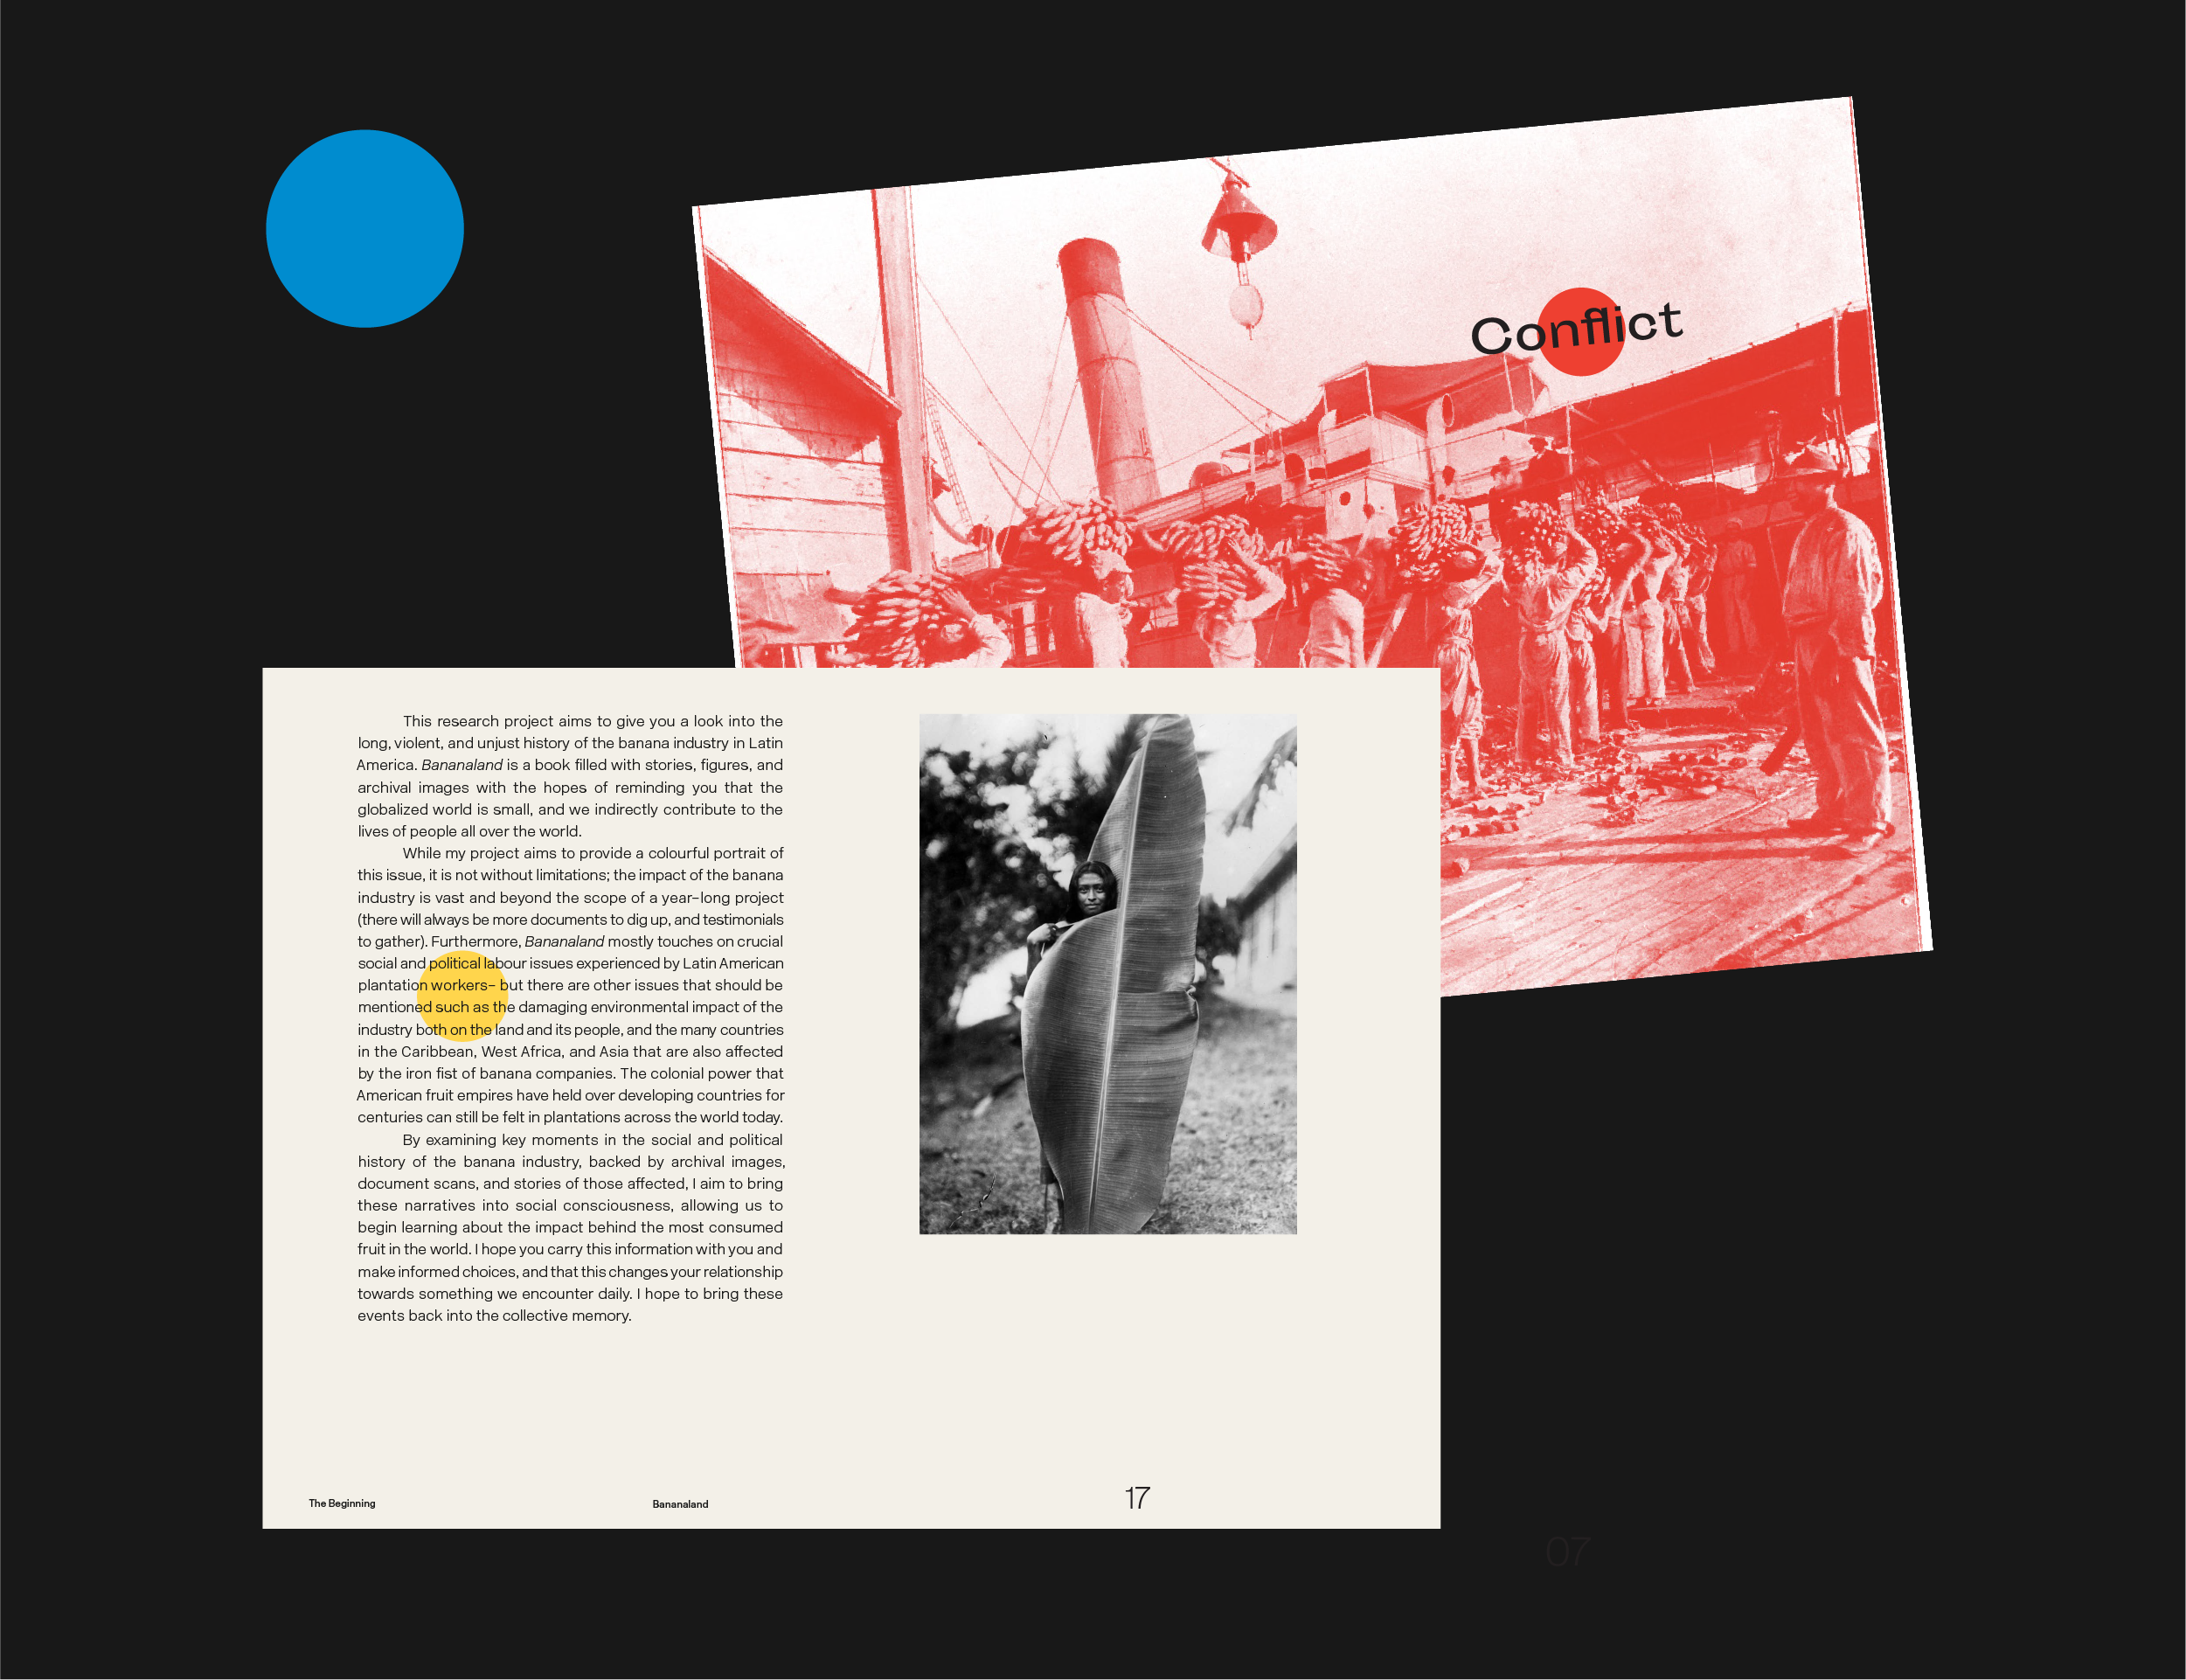 Conflict
This research project aims to give you a look into the
long, violent, and unjust history of the banana industry in Latin
America. Bananaland is a book filled with stories, figures, and
archival images with the hopes of reminding you that the
globalized world is small, and we indirectly contribute to the
lives of people all over the world.
While my project aims to provide a colourful portrait of
this issue, it is not without limitations; the impact of the banana
industry is vast and beyond the scope of a year-long project
(there will always be more documents to dig up, and testimonials
to gather). Furthermore, Bananaland mostly touches on crucial
social and political labour issues experienced by Latin American
plantation workers– but there are other issues that should be
mentioned such as the damaging environmental impact of the
industry both on the land and its people, and the many countries
in the Caribbean, West Africa, and Asia that are also affected
by the iron fist of banana companies. The colonial power that
American fruit empires have held over developing countries for
centuries can still be felt in plantations across the world today.
By examining key moments in the social and political
history of the banana industry, backed by archival images,
document scans, and stories of those affected, I aim to bring
these narratives into social consciousness, allowing us to
begin learning about the impact behind the most consumed
fruit in the world. I hope you carry this information with you and
make informed choices, and that this changes your relationship
towards something we encounter daily. I hope to bring these
events back into the collective memory.
The Beginning
Bananaland
17
07